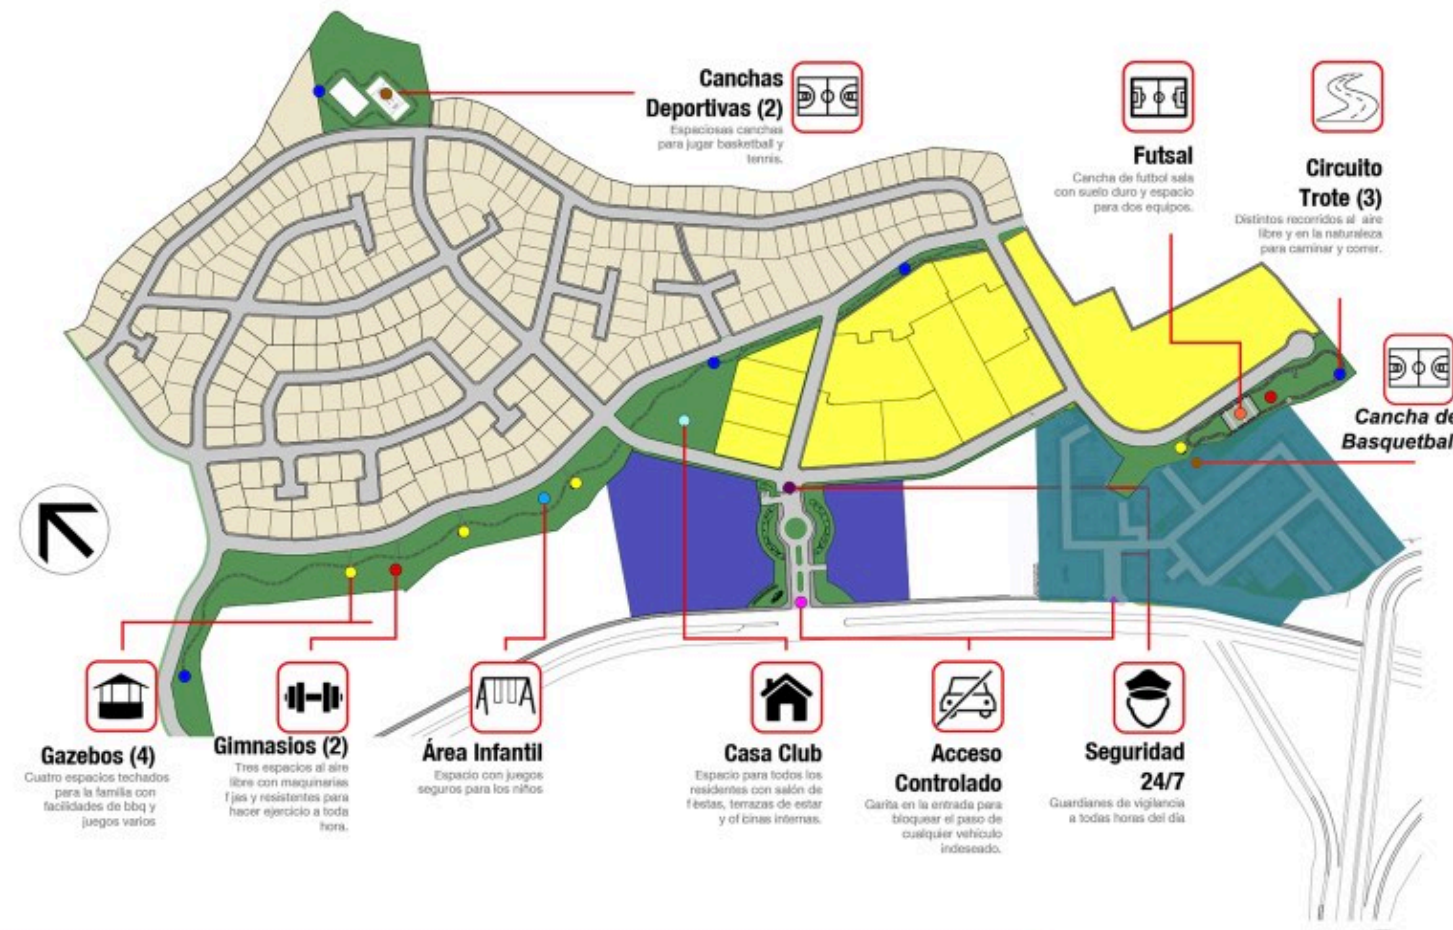 Canchas
Deportivas (2)
Espaciosas canchas
para jugar basketball y
tennis.
Futsal
Cancha de futbol sala
con suelo duro y espacio
para dos equipos.
Circuito
Trote (3)
Distintos recorridos al aire
libre y en la naturaleza
para caminar y correr.
Cancha de
Basquetbal
Gazebos (4)
Cuatro espacios techados
para la familia con
facilidades de bbq y
juegos varios
Gimnasios (2)
Tres espacios al aire
libre con maquinarias
fijas y resistentes para
hacer ejercicio a toda
hora.
Área Infantil
Espacio con juegos
seguros para los niños
Casa Club
Espacio para todos los
residentes con salón de
fiestas, terrazas de estar
y oficinas internas.
Acceso
Controlado
Garita en la entrada para
bloquear el paso de
cualquier vehículo
indeseado.
Seguridad
24/7
Guardianes de vigilancia
a todas horas del día